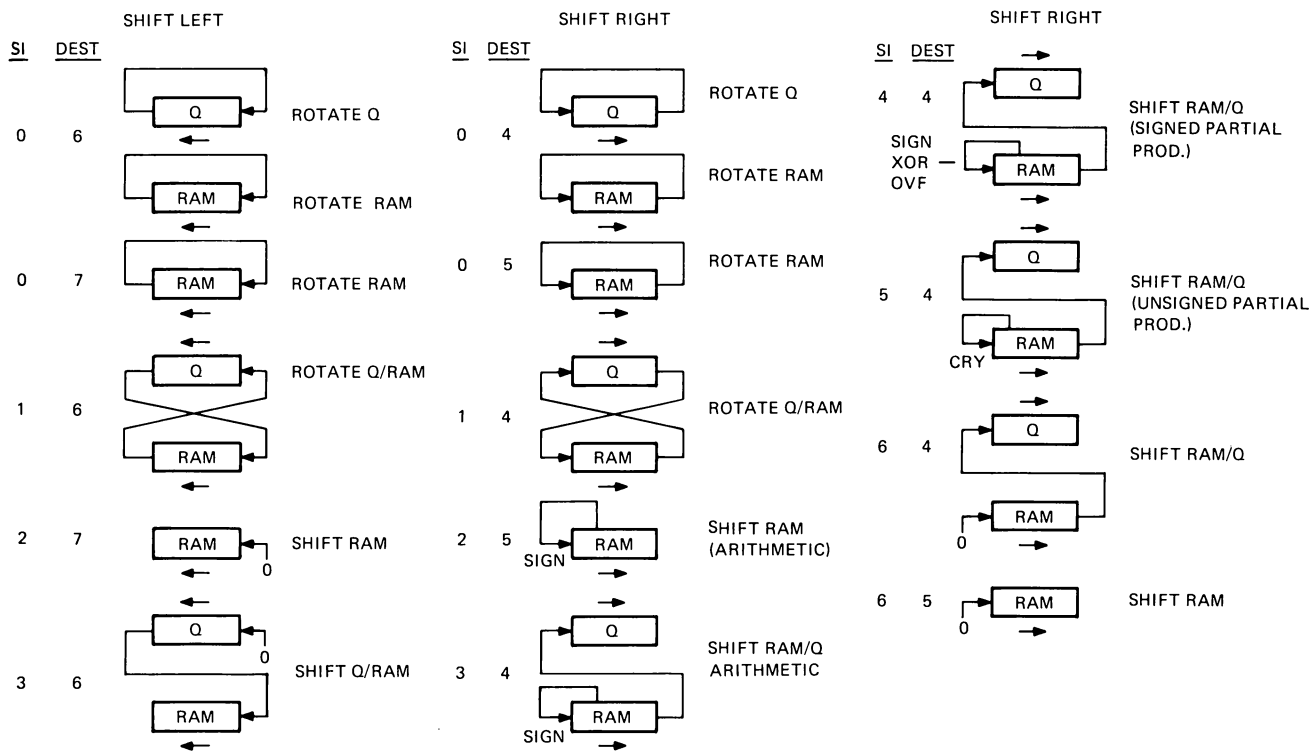 SHIFT LEFT
SI DEST
Q
ROTATE Q
0 6
RAM
ROTATE RAM
0 7
RAM
ROTATE RAM
Q
ROTATE Q/RAM
1 6
RAM
2 7
RAM
SHIFT RAM
0
Q
0
SHIFT Q/RAM
3 6
RAM
SHIFT RIGHT
SI DEST
Q
ROTATE Q
0 4
RAM
ROTATE RAM
0 5
RAM
ROTATE RAM
Q
ROTATE Q/RAM
1 4
RAM
2 5
RAM
SIGN
SHIFT RAM
(ARITHMETIC)
Q
SHIFT RAM/Q
ARITHMETIC
3 4
RAM
SIGN
SHIFT RIGHT
SI DEST
Q
4 4
SHIFT RAM/Q
(SIGNED PARTIAL
PROD.)
SIGN
XOR
OVF
RAM
Q
5 4
SHIFT RAM/Q
(UNSIGNED PARTIAL
PROD.)
RAM
CRY
Q
6 4
SHIFT RAM/Q
RAM
0
6 5
RAM
SHIFT RAM
0